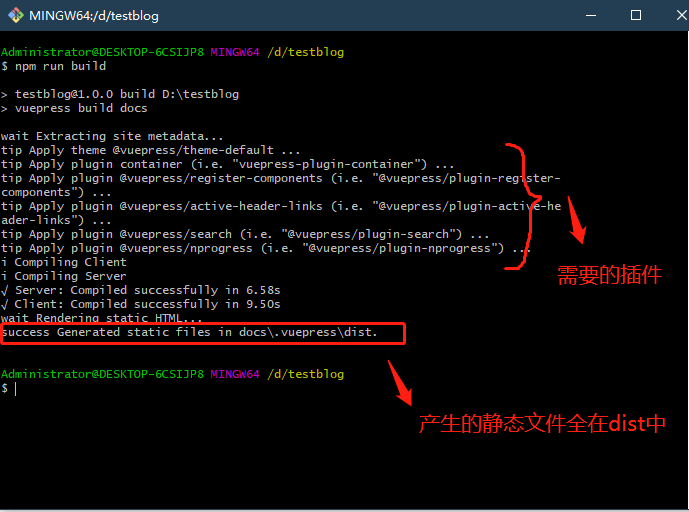 MINGW64:/d/testblog
Administrator@DESKTOP-6CSIJP8 MINGW64 /d/testblog
$ npm run build
> testblog@1.0.0 build D:\testblog
> vuepress build docs
wait Extracting site metadata...
tip Apply theme @vuepress/theme-default ...
tip Apply plugin container (i.e. "vuepress-plugin-container") ...
tip Apply plugin @vuepress/register-components (i.e. "@vuepress/plugin-register-
components") ...
tip Apply plugin @vuepress/active-header-links (i.e. "@vuepress/plugin-active-he
ader-links") ...
tip Apply plugin @vuepress/search (i.e. "@vuepress/plugin-search") ...
tip Apply plugin @vuepress/nprogress (i.e. "@vuepress/plugin-nprogress") ...
i Compiling Client
i Compiling Server
√ Server: Compiled successfully in 6.58s
√ Client: Compiled successfully in 9.50s
wait Rendering static HTML...
success Generated static files in docs\.vuepress\dist.
需要的插件
Administrator@DESKTOP-6CSIJP8 MINGW64 /d/testblog
$
产生的静态文件全在dist中